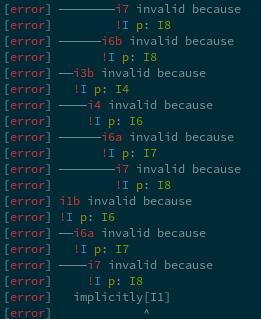 [error] ————————i7 invalid because
[error]                 !I p: I8
[error] ——————i6b invalid because
[error]               !I p: I8
[error] ——i3b invalid because
[error]   !I p: I4
[error] ————i4 invalid because
[error]         !I p: I6
[error] ——————i6a invalid because
[error]             !I p: I7
[error] ————————i7 invalid because
[error]                 !I p: I8
[error] i1b invalid because
[error] !I p: I6
[error] ——i6a invalid because
[error]     !I p: I7
[error] ————i7 invalid because
[error]         !I p: I8
[error]   implicitly[I1]
[error]             ^